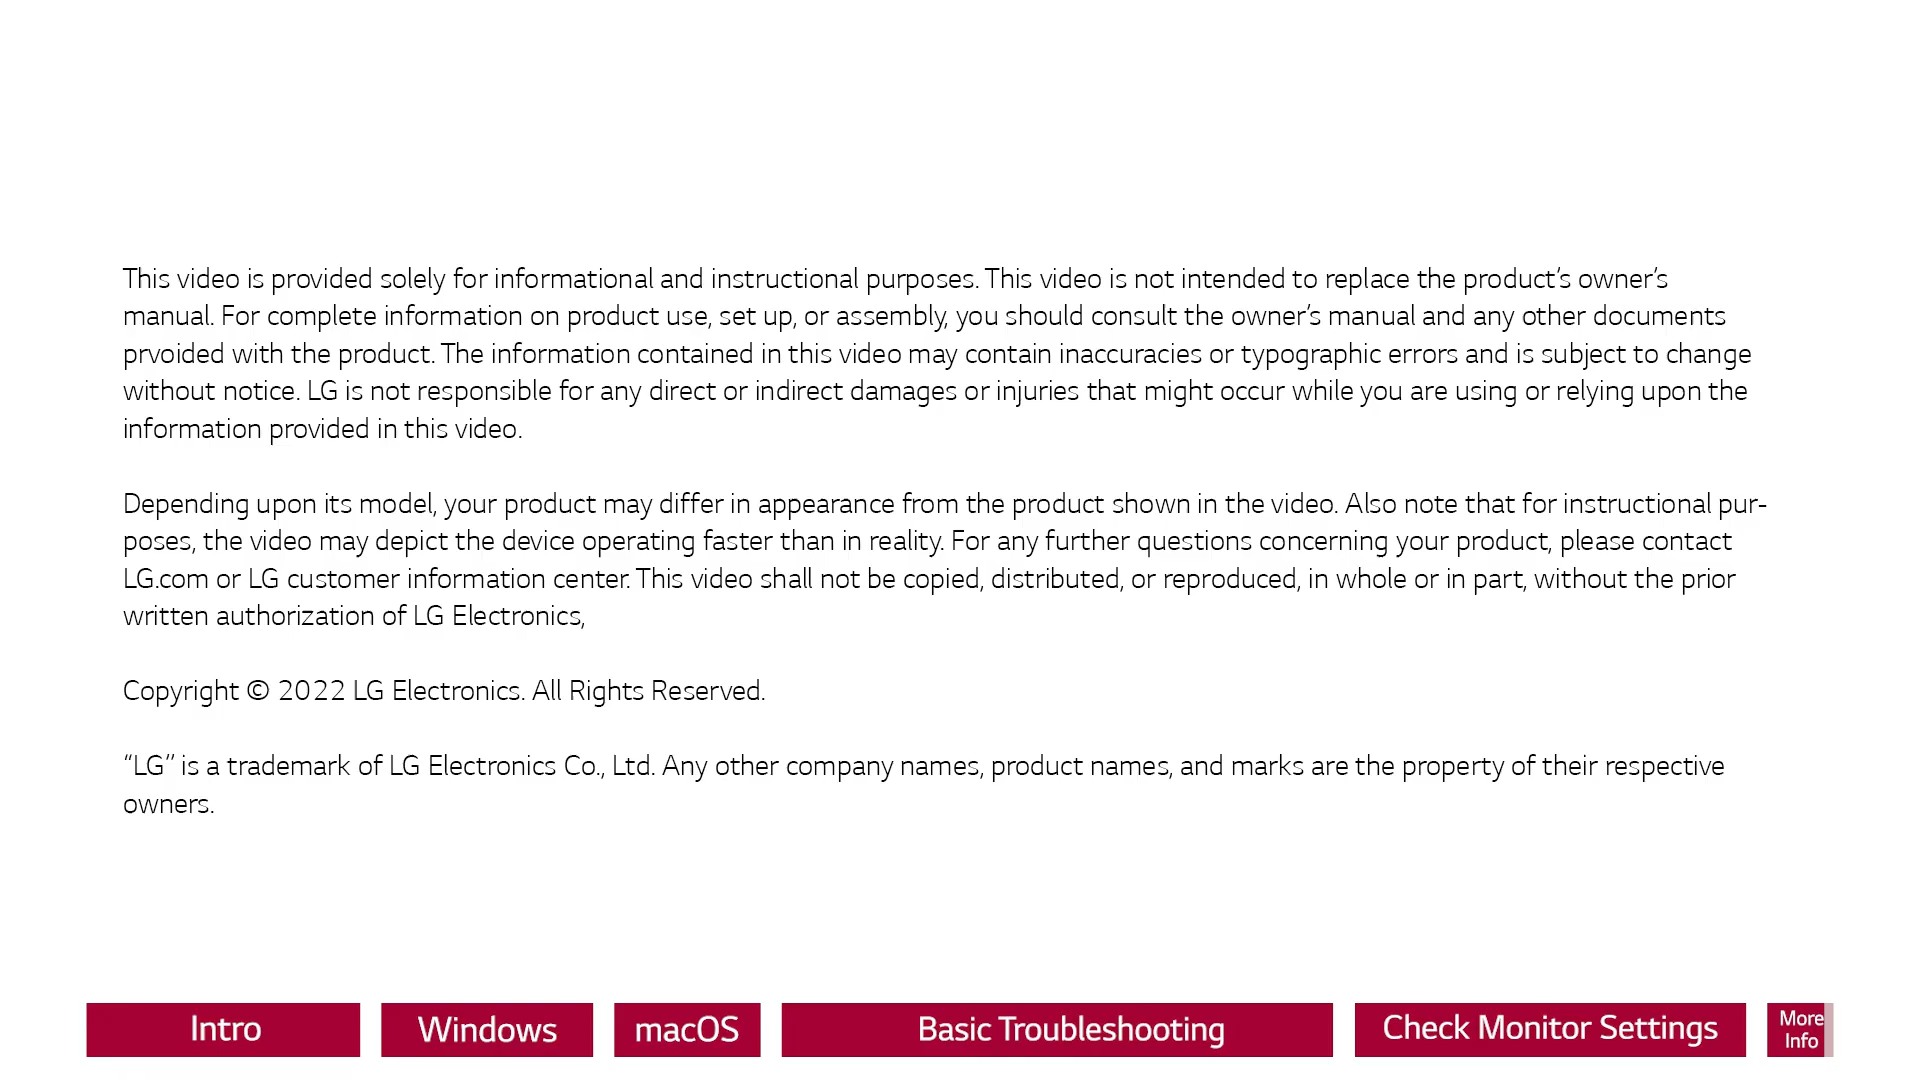 This video is provided solely for informational and instructional purposes. This video is not intended to replace the product’s owner’s
manual. For complete information on product use, set up, or assembly, you should consult the owner’s manual and any other documents
prvoided with the product. The information contained in this video may contain inaccuracies or typographic errors and is subject to change
without notice. LG is not responsible for any direct or indirect damages or injuries that might occur while you are using or relying upon the
information provided in this video.
Depending upon its model, your product may differ in appearance from the product shown in the video. Also note that for instructional pur-
poses, the video may depict the device operating faster than in reality. For any further questions concerning your product, please contact
LG.com or LG customer information center. This video shall not be copied, distributed, or reproduced, in whole or in part, without the prior
written authorization of LG Electronics,
Copyright © 2022 LG Electronics. All Rights Reserved.
“LG” is a trademark of LG Electronics Co., Ltd. Any other company names, product names, and marks are the property of their respective
owners.
Intro
Windows
macOS
Basic Troubleshooting
Check Monitor Settings
More
Info